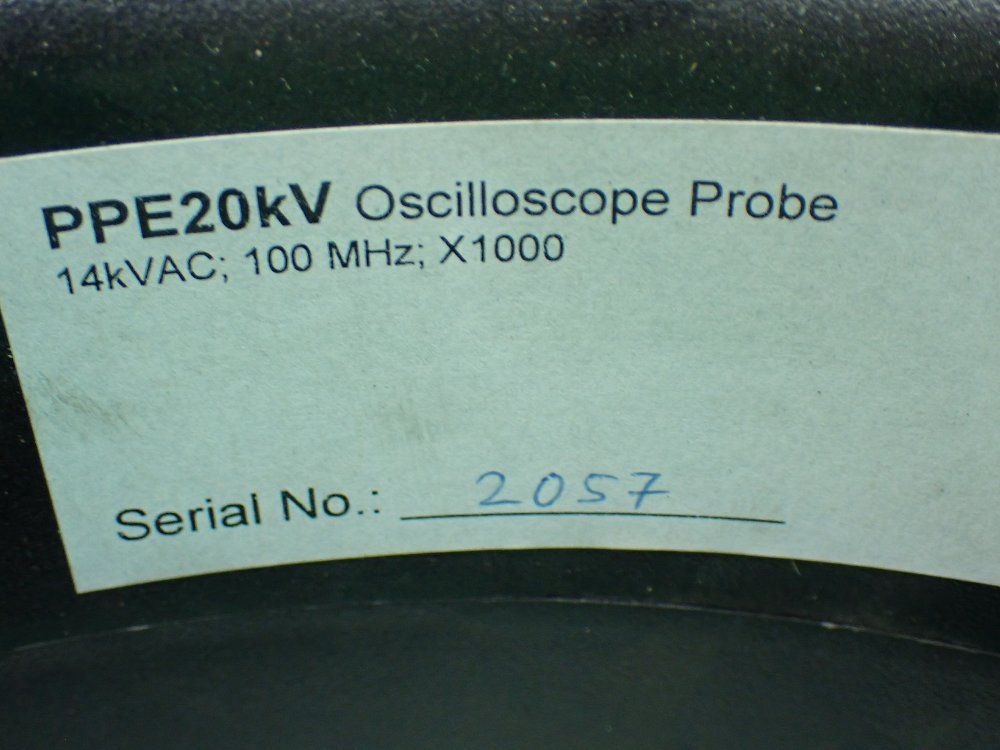 PPE20kV Oscilloscope Probe
14kVAC; 100 MHz; X1000
Serial No.: 2057